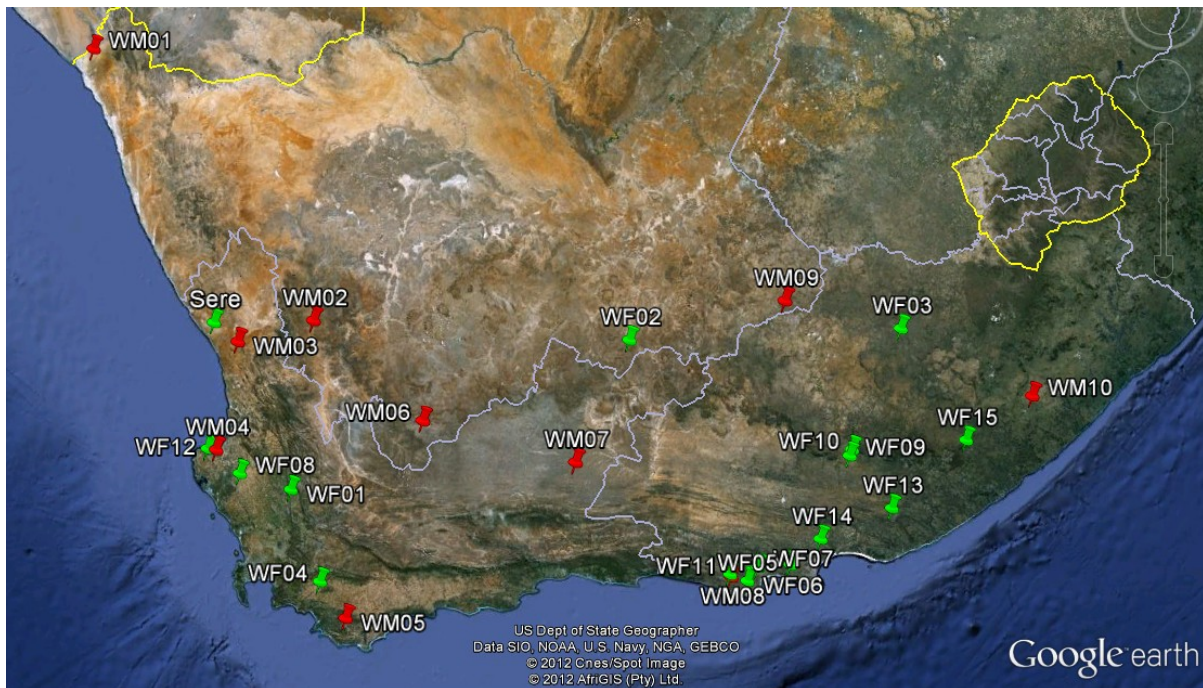 WM01
WM09
Sere
WM02
WF02
WF03
WM03
WM06
WM10
WM04
WF12
WM07
WF15
WF10
WF09
WF08
WF01
WF13
WF14
WF11
WF05
WF07
WF04
WF06
WM08
WM05
US Dept of State Geographer
Data SIO, NOAA, U.S. Navy, NGA, GEBCO
© 2012 Cnes/Spot Image
© 2012 AfriGIS (Pty) Ltd.
Google earth